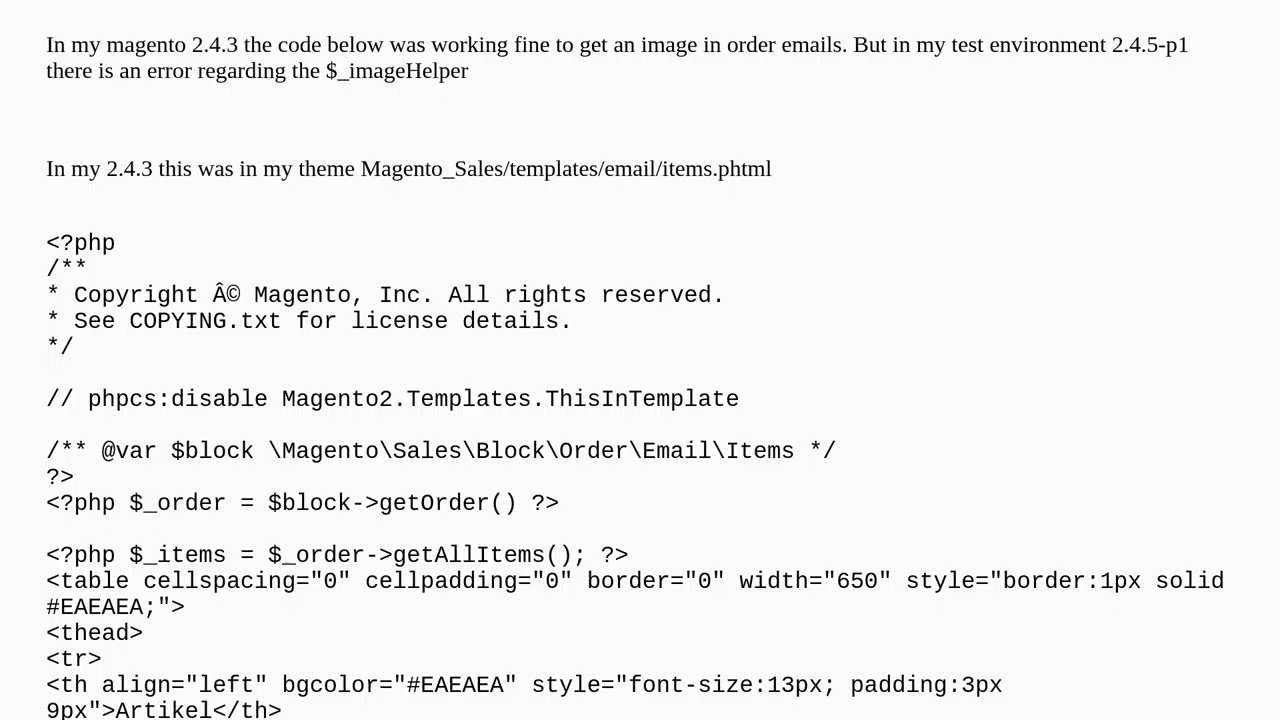 In my magento 2.4.3 the code below was working fine to get an image in order emails. But in my test environment 2.4.5-p1
there is an error regarding the $_imageHelper
In my 2.4.3 this was in my theme Magento_Sales/templates/email/items.phtml
<?php
/**
* Copyright Â© Magento, Inc. All rights reserved.
* See COPYING.txt for license details.
*/
// phpcs:disable Magento2.Templates.ThisInTemplate
/** @var $block \Magento\Sales\Block\Order\Email\Items */
?>
<?php $_order = $block->getOrder() ?>
<?php $_items = $_order->getAllItems(); ?>
<table cellspacing="0" cellpadding="0" border="0" width="650" style="border:1px solid
#EAEAEA;">
<thead>
<tr>
<th align="left" bgcolor="#EAEAEA" style="font-size:13px; padding:3px
9px">Artikel</th>